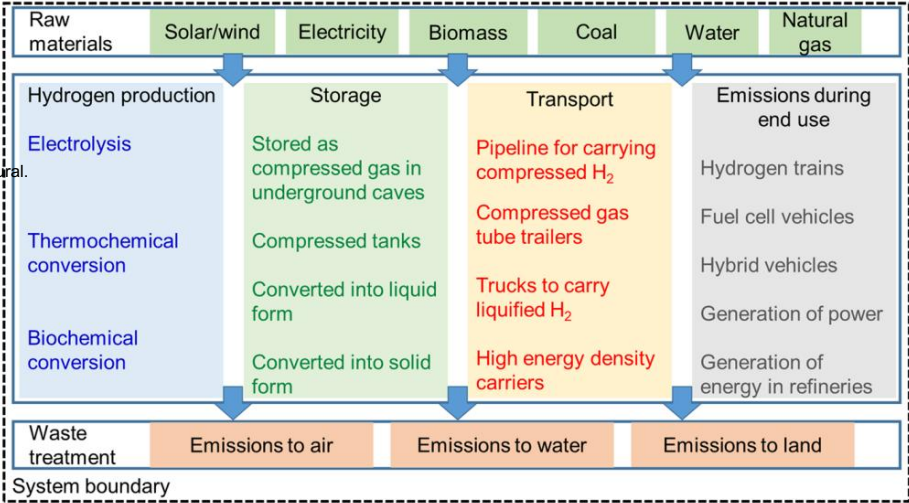 Raw
materials
Solar/wind
Electricity
Biomass
Coal
Water
Natural
gas
Hydrogen production
Electrolysis
Thermochemical
conversion
Biochemical
conversion
Storage
Stored as
compressed gas in
underground caves
Compressed tanks
Converted into liquid
form
Converted into solid
form
Transport
Pipeline for carrying
compressed H₂
Compressed gas
tube trailers
Trucks to carry
liquified H₂
High energy density
carriers
Emissions during
end use
Hydrogen trains
Fuel cell vehicles
Hybrid vehicles
Generation of power
Generation of
energy in refineries
Waste
treatment
Emissions to air
Emissions to water
Emissions to land
System boundary